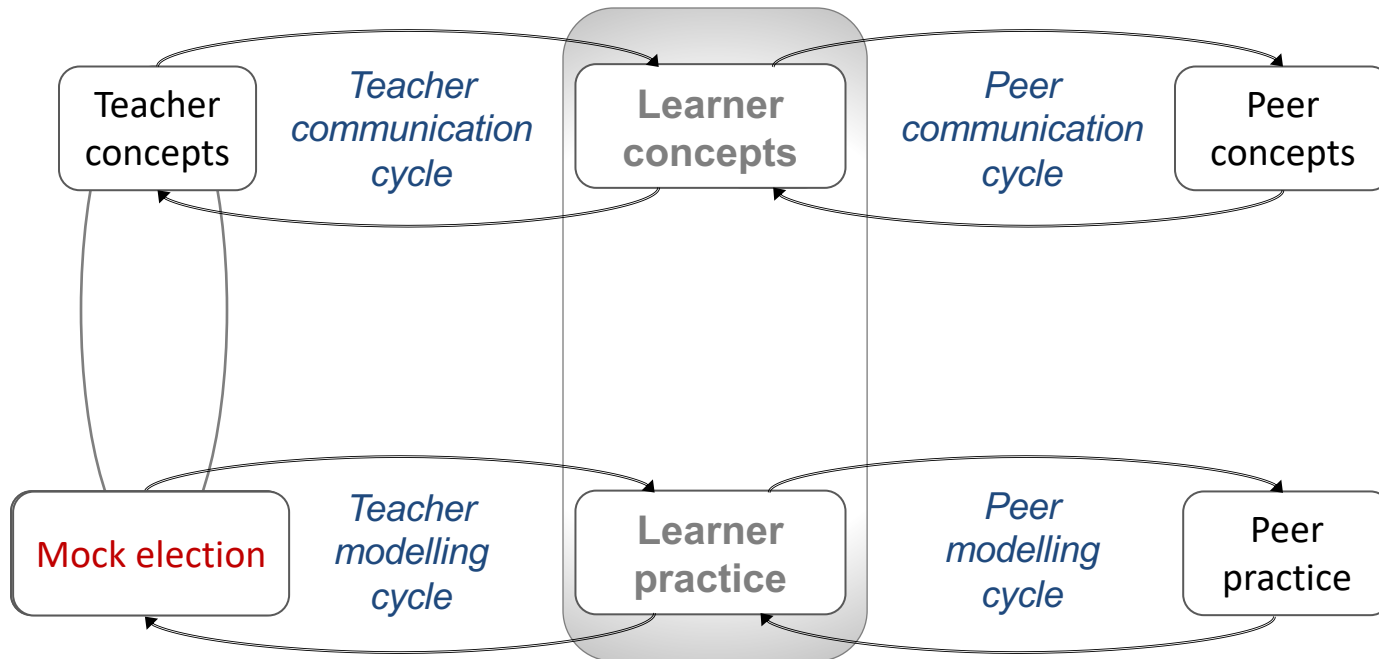 Teacher
concepts
Teacher
communication
cycle
Learner
concepts
Peer
communication
cycle
Peer
concepts
Mock election
Teacher
modelling
cycle
Learner
practice
Peer
modelling
cycle
Peer
practice